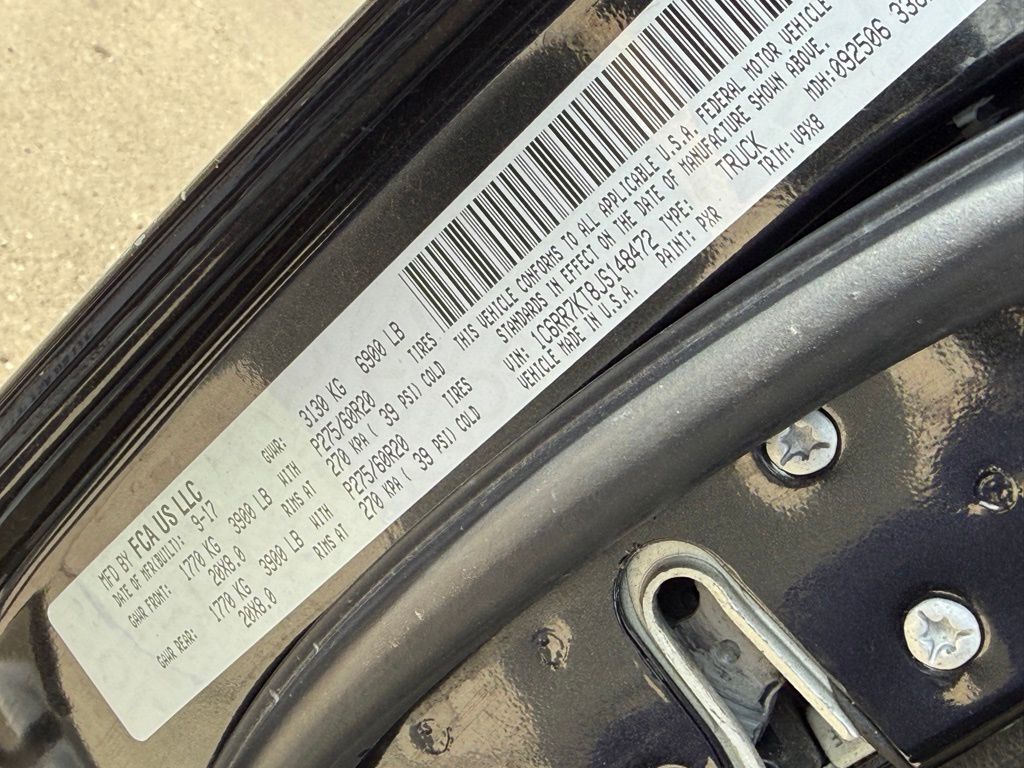 MFD BY FCA US LLC
DATE OF MFR(BUILT): 9-17 GVWR: 3130 KG 6900 LB
GAWR FRONT: 1770 KG 3900 LB WITH P275/60R20 TIRES
20X8.0 RIMS AT 270 KPA ( 39 PSI) COLD
GAWR REAR: 1770 KG 3900 LB WITH P275/60R20 TIRES
20X8.0 RIMS AT 270 KPA ( 39 PSI) COLD
THIS VEHICLE CONFORMS TO ALL APPLICABLE U.S.A. FEDERAL MOTOR VEHICLE
STANDARDS IN EFFECT ON THE DATE OF MANUFACTURE SHOWN ABOVE.
VIN: 1C6RR7KT8JS148472 TYPE: TRUCK MDH: 092506
VEHICLE MADE IN U.S.A. PAINT: PXR TRIM: V9X8